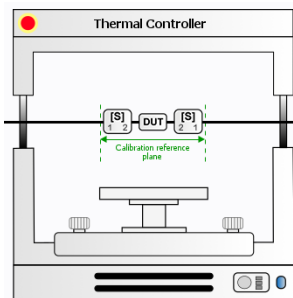 Thermal Controller
[S] DUT [S]
1 2 2 1
Calibration reference
plane